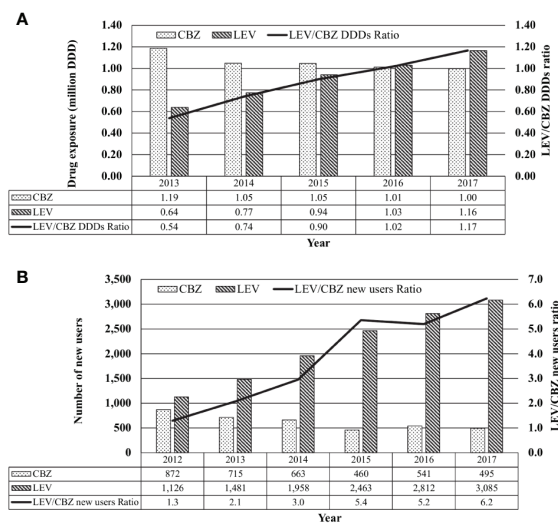 A
CBZ LEV LEV/CBZ DDDs Ratio
Drug exposure (million DDD)
LEV/CBZ DDDs ratio
1.40 1.40
1.20 1.20
1.00 1.00
0.80 0.80
0.60 0.60
0.40 0.40
0.20 0.20
0.00 0.00
2013 2014 2015 2016 2017
CBZ 1.19 1.05 1.05 1.01 1.00
LEV 0.64 0.77 0.94 1.03 1.16
LEV/CBZ DDDs Ratio 0.54 0.74 0.90 1.02 1.17
Year
B
CBZ LEV LEV/CBZ new users Ratio
Number of new users
LEV/CBZ new users ratio
3,500 7.0
3,000 6.0
2,500 5.0
2,000 4.0
1,500 3.0
1,000 2.0
500 1.0
0 0.0
2012 2013 2014 2015 2016 2017
CBZ 872 715 663 460 541 495
LEV 1,126 1,481 1,958 2,463 2,812 3,085
LEV/CBZ new users Ratio 1.3 2.1 3.0 5.4 5.2 6.2
Year